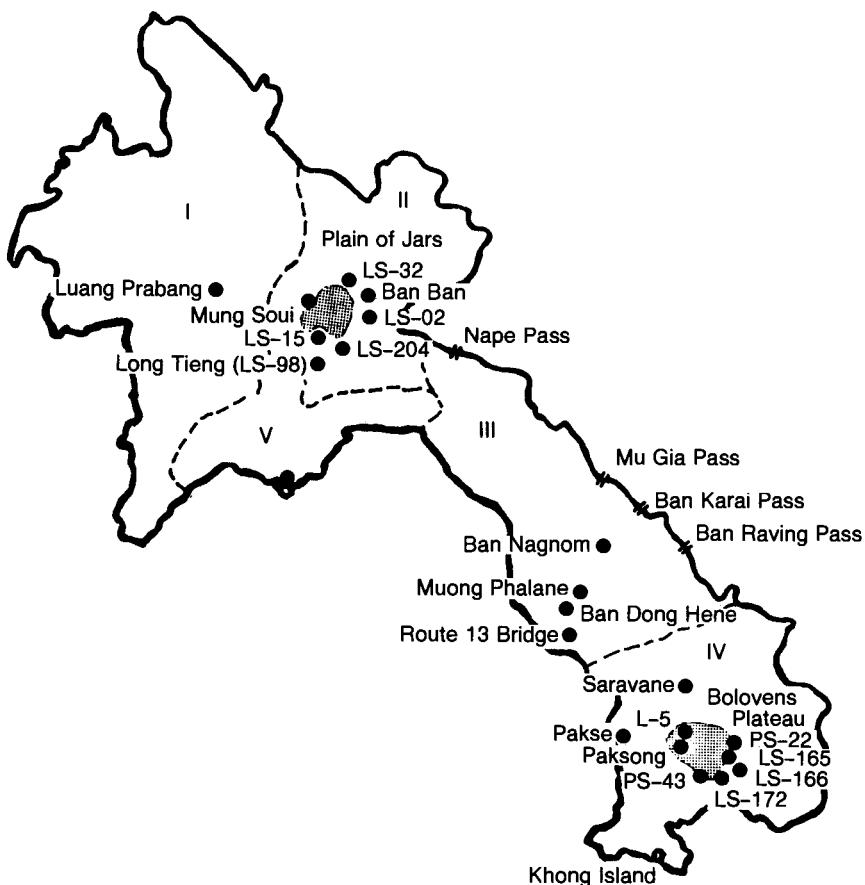 I
II
Plain of Jars
LS-32
Luang Prabang
Ban Ban
Mung Soui
LS-02
LS-15
Nape Pass
LS-204
Long Tieng (LS-98)
V
III
Mu Gia Pass
Ban Karai Pass
Ban Raving Pass
Ban Nagnom
Muong Phalane
Ban Dong Hene
Route 13 Bridge
IV
Saravane
Bolovens
Plateau
L-5
Pakse
PS-22
Paksong
LS-165
PS-43
LS-166
LS-172
Khong Island